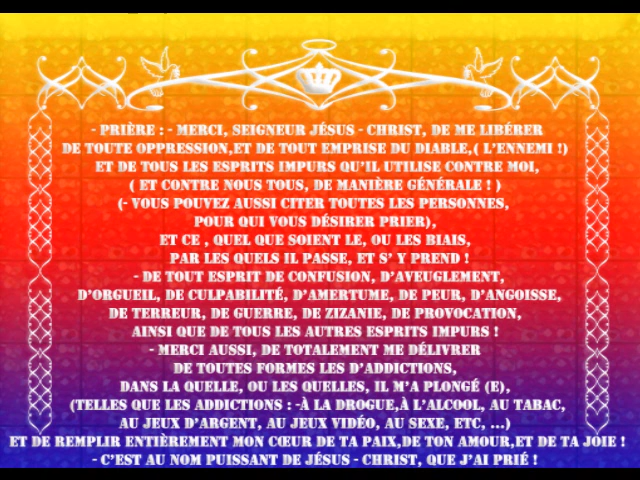 - PRIÈRE : - MERCI, SEIGNEUR JÉSUS - CHRIST, DE ME LIBÉRER
DE TOUTE OPPRESSION,ET DE TOUT EMPRISE DU DIABLE,( L'ENNEMI !)
ET DE TOUS LES ESPRITS IMPURS QU'IL UTILISE CONTRE MOI,
( ET CONTRE NOUS TOUS, DE MANIÈRE GÉNÉRALE ! )
(- VOUS POUVEZ AUSSI CITER TOUTES LES PERSONNES,
POUR QUI VOUS DÉSIRER PRIER),
ET CE , QUEL QUE SOIENT LE, OU LES BIAIS,
PAR LES QUELS IL PASSE, ET S' Y PREND !
- DE TOUT ESPRIT DE CONFUSION, D'AVEUGLEMENT,
D'ORGUEIL, DE CULPABILITÉ, D'AMERTUME, DE PEUR, D'ANGOISSE,
DE TERREUR, DE GUERRE, DE ZIZANIE, DE PROVOCATION,
AINSI QUE DE TOUS LES AUTRES ESPRITS IMPURS !
- MERCI AUSSI, DE TOTALEMENT ME DÉLIVRER
DE TOUTES FORMES LES D'ADDICTIONS,
DANS LA QUELLE, OU LES QUELLES, IL M'A PLONGÉ (E),
(TELLES QUE LES ADDICTIONS : -À LA DROGUE,À L'ALCOOL, AU TABAC,
AU JEUX D'ARGENT, AU JEUX VIDÉO, AU SEXE, ETC, ...)
ET DE REMPLIR ENTIÈREMENT MON CŒUR DE TA PAIX,DE TON AMOUR,ET DE TA JOIE !
- C'EST AU NOM PUISSANT DE JÉSUS - CHRIST, QUE J'AI PRIÉ !